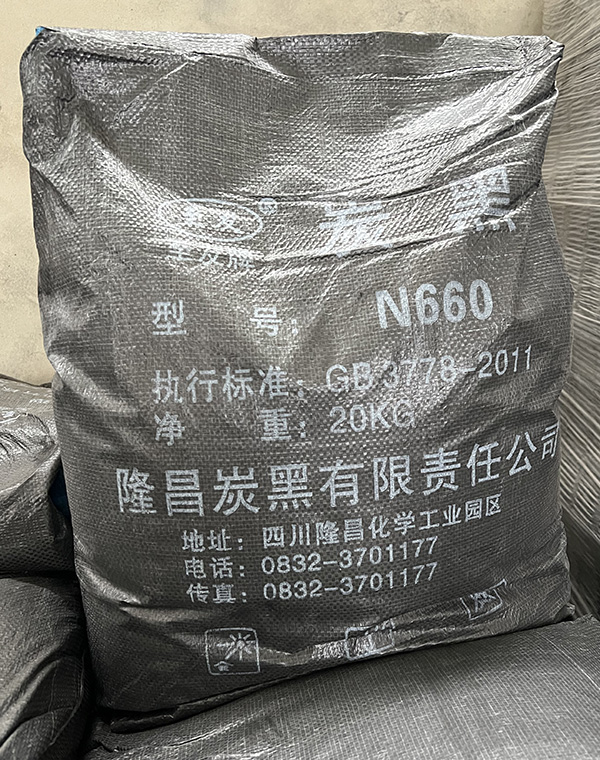 炭 黑
型 号： N660
执行标准： GB 3778-2011
净 重： 20KG
隆昌炭黑有限责任公司
地址： 四川隆昌化学工业园区
电话： 0832-3701177
传真： 0832-3701177